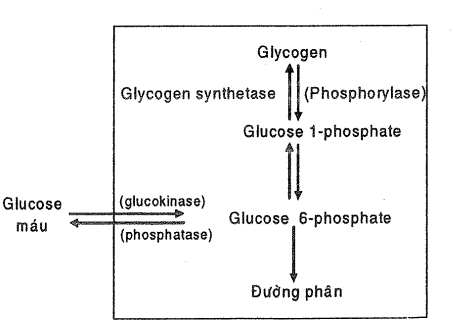 Glycogen
Glycogen synthetase (Phosphorylase)
Glucose 1-phosphate
Glucose máu
(glucokinase)
(phosphatase)
Glucose 6-phosphate
Đường phân